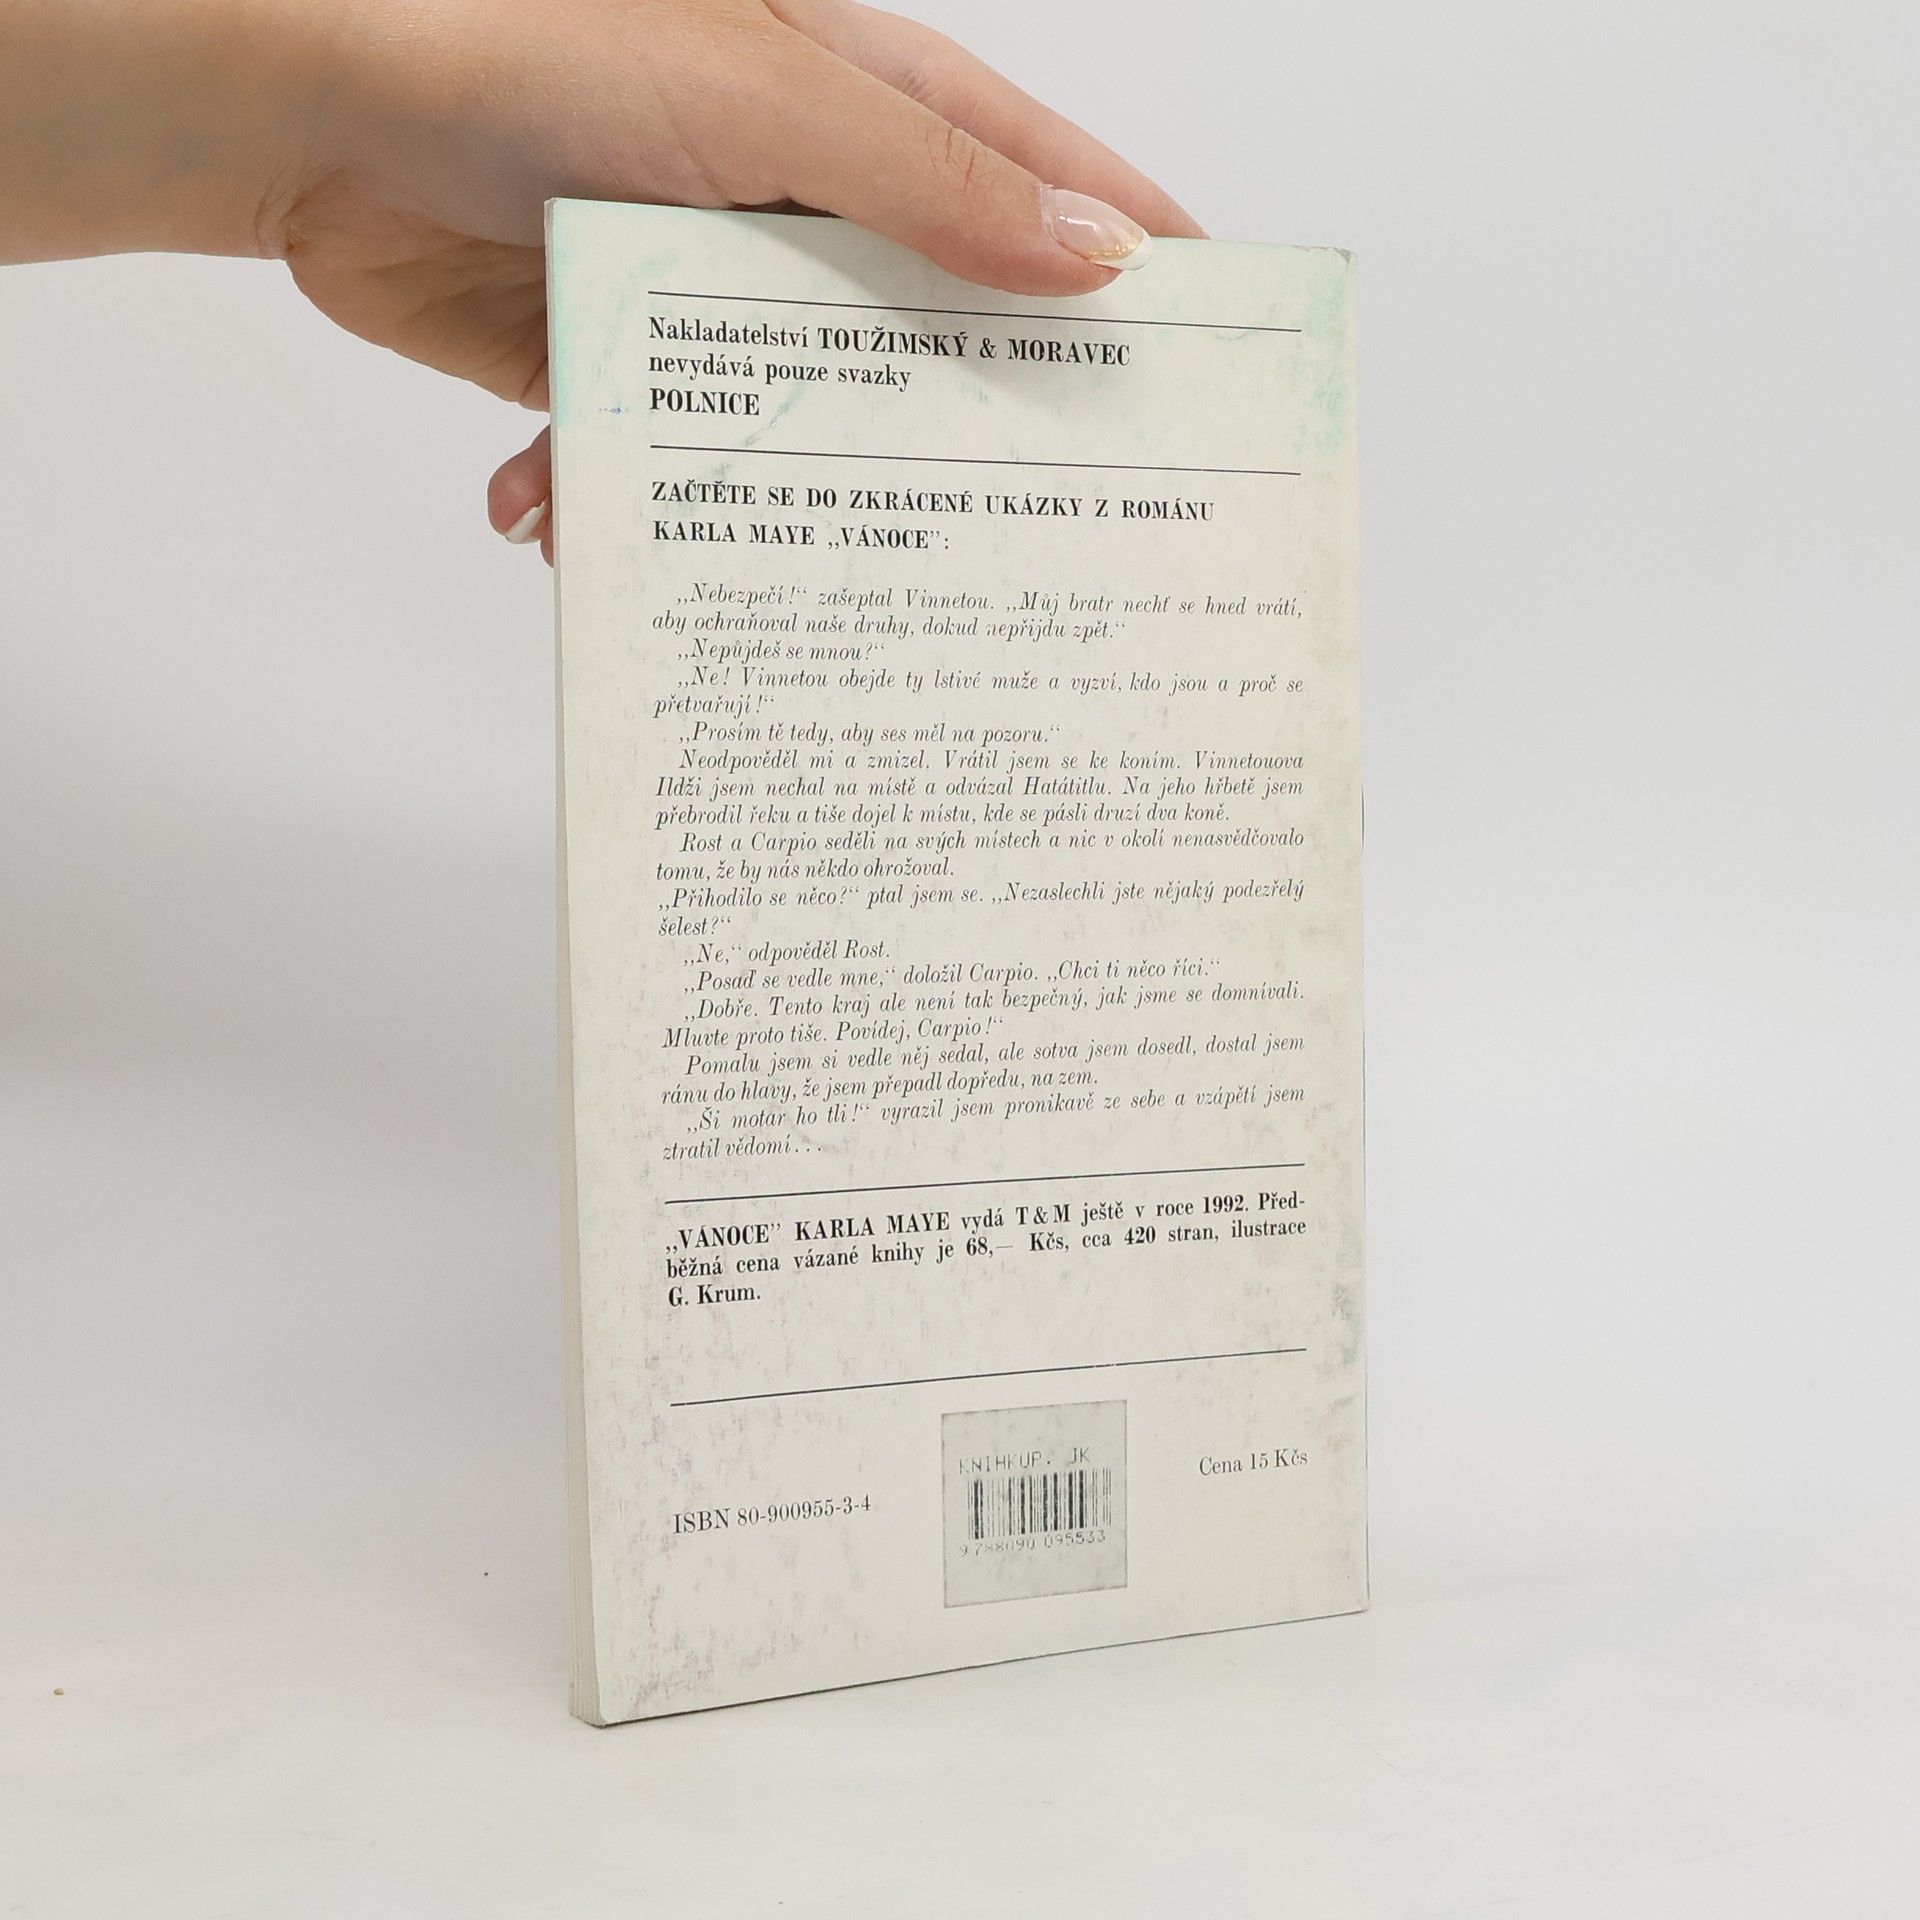 Nakladatelství TOUŽIMSKÝ & MORAVEC
nevydává pouze svazky
POLNICE
ZAČTĚTE SE DO ZKRÁCENÉ UKÁZKY Z ROMÁNU
KARLA MAYE „VÁNOCE”:
„Nebezpečí!“ zašeptal Vinnetou. „Můj bratr nechť se hned vrátí,
aby ochraňoval naše druhy, dokud nepřijdu zpět.“
„Nepůjdeš se mnou?“
„Ne! Vinnetou obejde ty lstivé muže a vyzví, kdo jsou a proč se
přetvařují!“
„Prosím tě tedy, aby ses měl na pozoru.“
Neodpověděl mi a zmizel. Vrátil jsem se ke koním. Vinnetouova
Ildži jsem nechal na místě a odvázal Hatátitlu. Na jeho hřbetě jsem
přebrodil řeku a tiše dojel k místu, kde se pásli druzí dva koně.
Rost a Carpio seděli na svých místech a nic v okolí nenasvědčovalo
tomu, že by nás někdo ohrožoval.
„Přihodilo se něco?“ ptal jsem se. „Nezaslechli jste nějaký podezřelý
šelest?“
„Ne,“ odpověděl Rost.
„Posaď se vedle mne,“ doložil Carpio. „Chci ti něco říci.“
„Dobře. Tento kraj ale není tak bezpečný, jak jsme se domnívali.
Mluvte proto tiše. Povídej, Carpio!“
Pomalu jsem si vedle něj sedal, ale sotva jsem dosedl, dostal jsem
ránu do hlavy, že jsem přepadl dopředu, na zem.
„Ši motar ho tli!“ vyrazil jsem pronikavě ze sebe a vzápětí jsem
ztratil vědomí...
„VÁNOCE” KARLA MAYE vydá T&M ještě v roce 1992. Před-
běžná cena vázané knihy je 68,— Kčs, cca 420 stran, ilustrace
G. Krum.
KNIHKUP. JK
Cena 15 Kčs
ISBN 80-900955-3-4
9 788090 095533